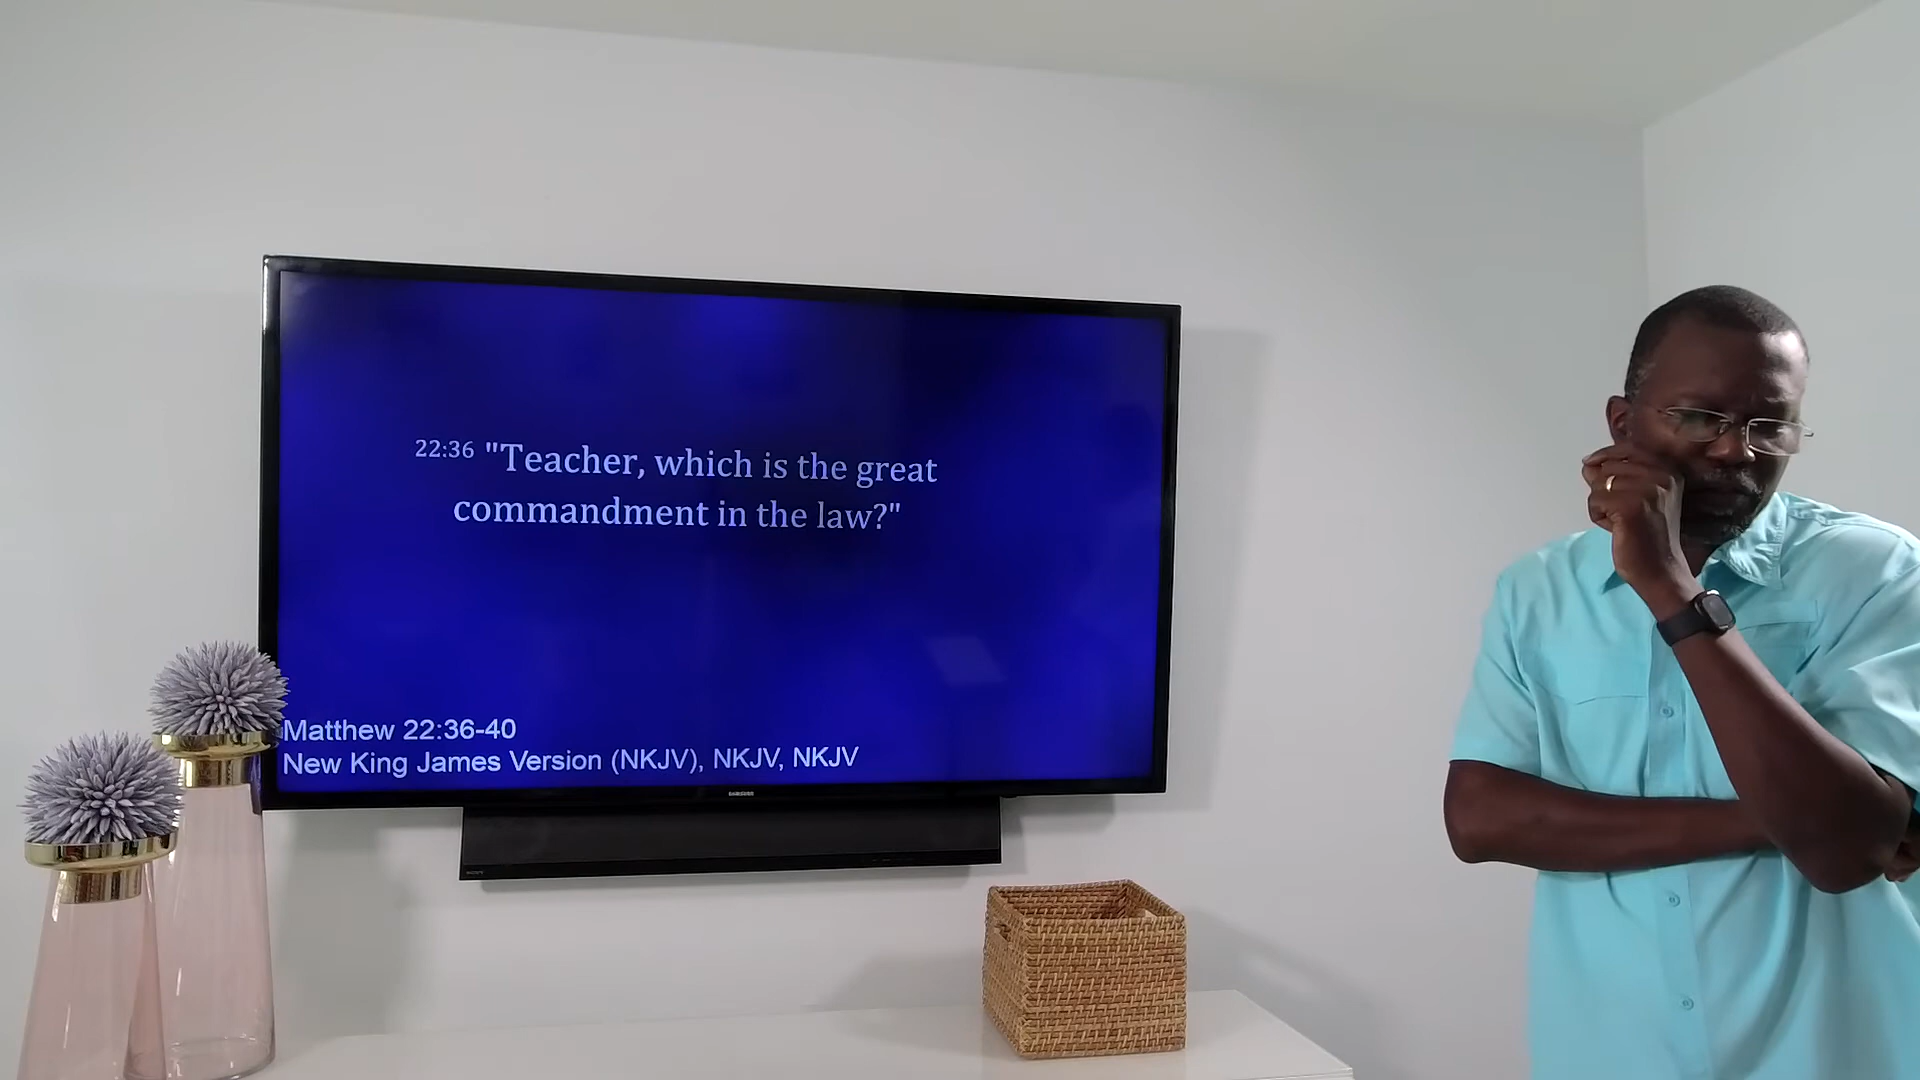 22:36 "Teacher, which is the great
commandment in the law?"
Matthew 22:36-40
New King James Version (NKJV), NKJV, NKJV
SAMSUNG